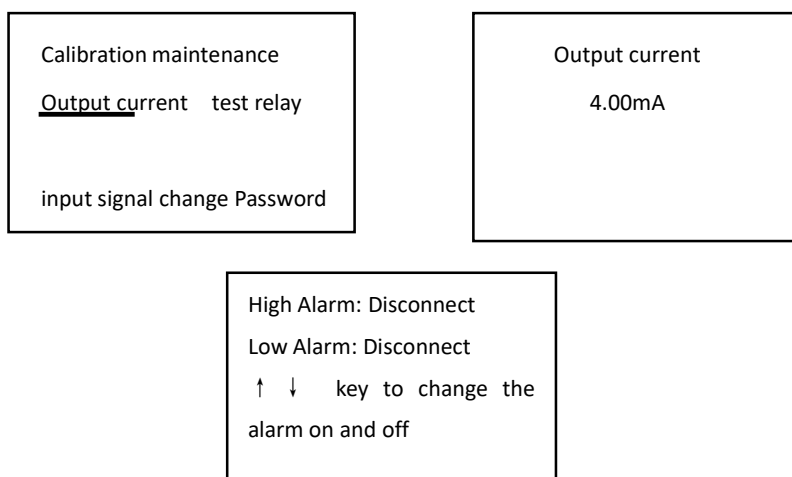 Calibration maintenance
Output current test relay
input signal change Password
Output current
4.00mA
High Alarm: Disconnect
Low Alarm: Disconnect
↑ ↓ key to change the
alarm on and off